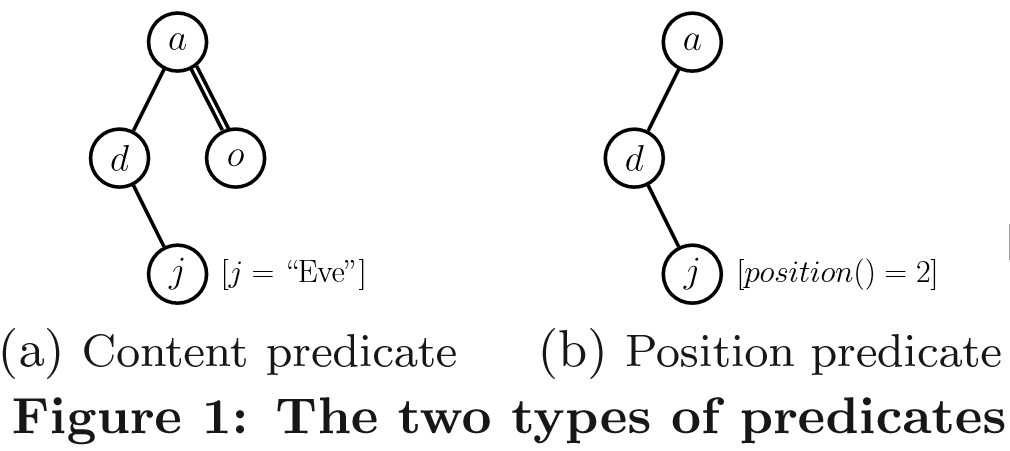 a
a
d
o
d
j [j = “Eve”]
j [position() = 2]
(a) Content predicate
(b) Position predicate
Figure 1: The two types of predicates